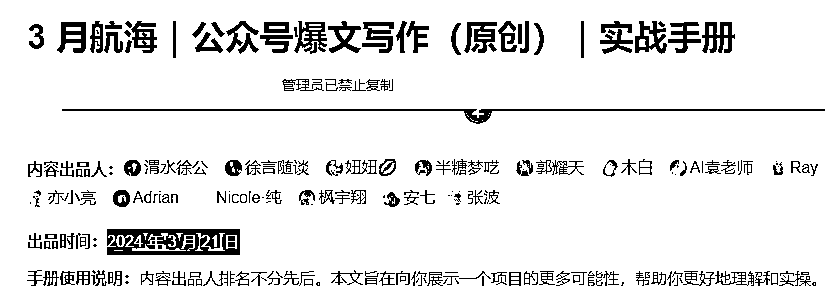 3 月航海｜公众号爆文写作（原创）｜实战手册
管理员已禁止复制
内容出品人： 渭水徐公 徐言随谈 妞妞 半糖梦呓 郭耀天 木白 AI袁老师 Ray
亦小亮 Adrian Nicole·纯 枫宇翔 安七 张波
出品时间：2024年3月21日
手册使用说明：内容出品人排名不分先后。本文旨在向你展示一个项目的更多可能性，帮助你更好地理解和实操。